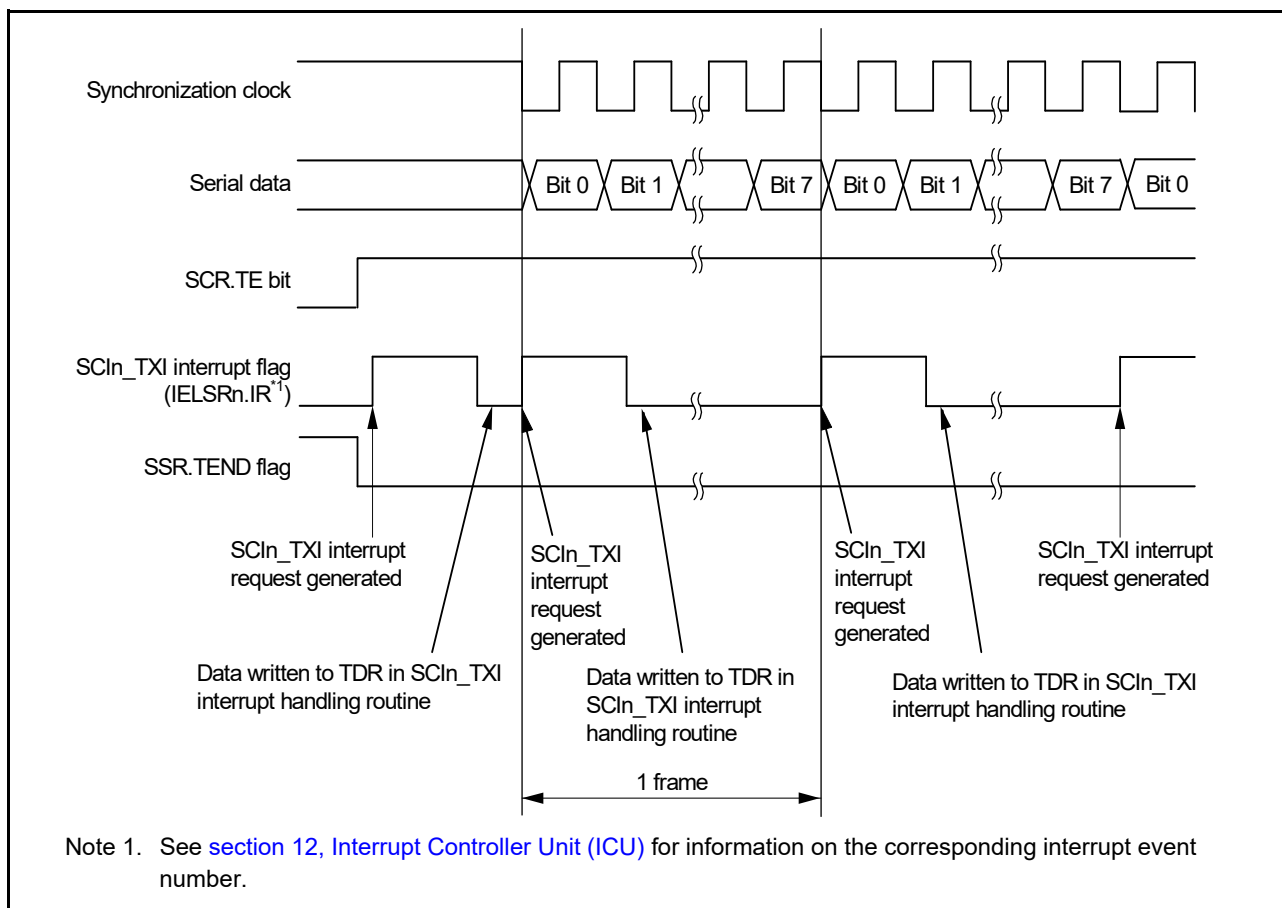 Synchronization clock
Serial data
Bit 0 Bit 1 Bit 7 Bit 0 Bit 1 Bit 7 Bit 0
SCR.TE bit
SCIn_TXI interrupt flag
(IELSRn.IR*1)
SSR.TEND flag
SCIn_TXI interrupt
request generated
SCIn_TXI
interrupt
request
generated
SCIn_TXI
interrupt
request
generated
SCIn_TXI interrupt
request generated
Data written to TDR in SCIn_TXI
interrupt handling routine
Data written to TDR in
SCIn_TXI interrupt
handling routine
Data written to TDR in SCIn_TXI
interrupt handling routine
1 frame
Note 1. See section 12, Interrupt Controller Unit (ICU) for information on the corresponding interrupt event
number.